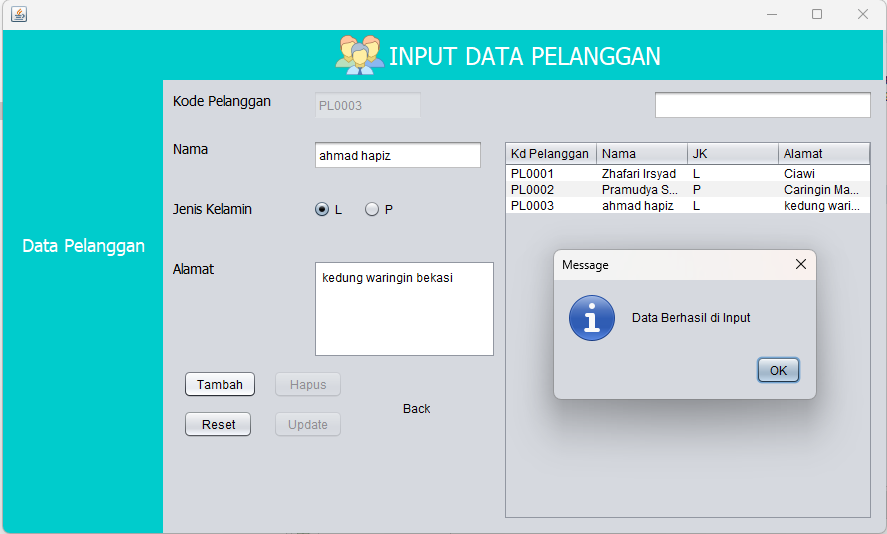 INPUT DATA PELANGGAN
Data Pelanggan
Kode Pelanggan
PL0003
Nama
ahmad hapiz
Jenis Kelamin
L
P
Alamat
kedung waringin bekasi
Tambah
Hapus
Reset
Update
Back
Kd Pelanggan Nama JK Alamat
PL0001 Zhafari Irsyad L Ciawi
PL0002 Pramudya S... P Caringin Ma...
PL0003 ahmad hapiz L kedung wari...
Message
Data Berhasil di Input
OK